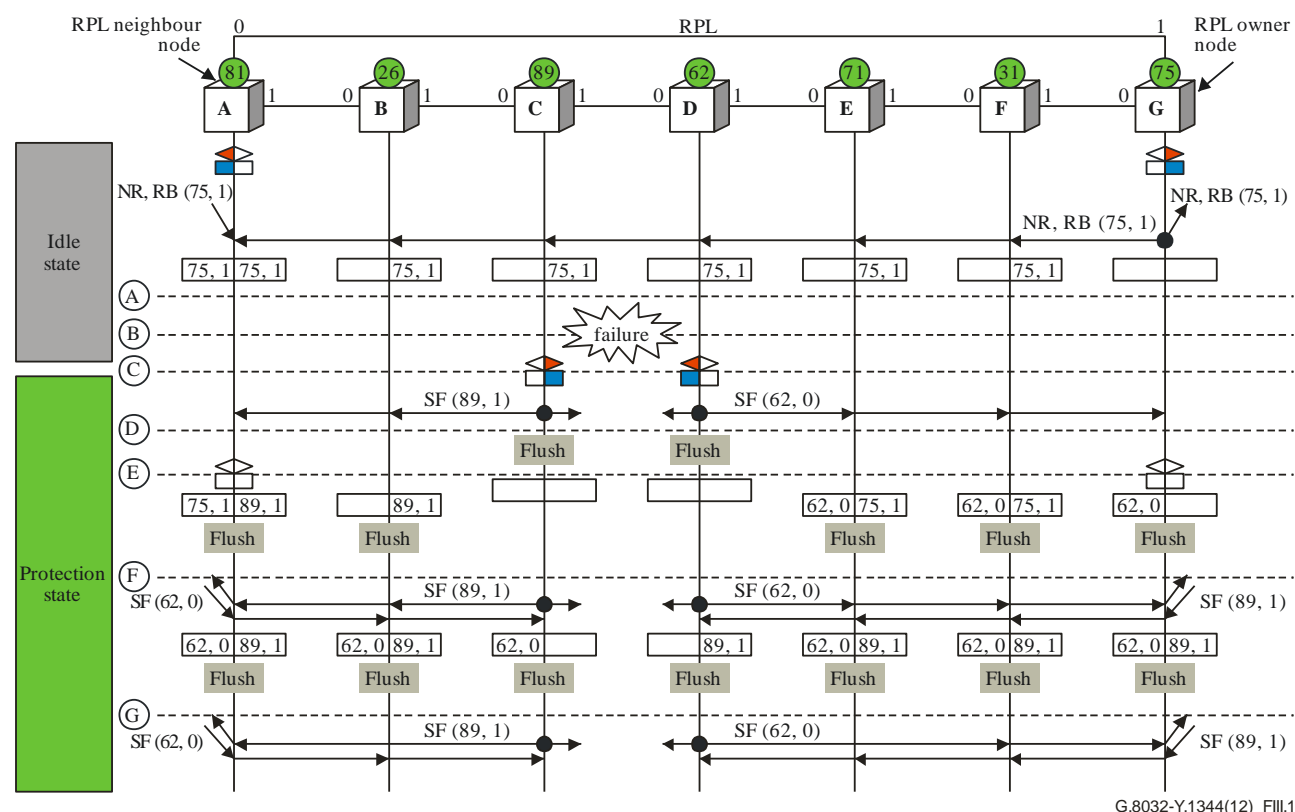 RPL neighbour
node
0
RPL
1
RPL owner
node
81
26
89
62
71
31
75
A
1
0
B
1
0
C
1
0
D
1
0
E
1
0
F
1
0
G
Idle
state
NR, RB (75, 1)
NR, RB (75, 1)
NR, RB (75, 1)
75, 1
75, 1
75, 1
75, 1
75, 1
75, 1
75, 1
A
B
failure
C
SF (89, 1)
SF (62, 0)
D
Flush
Flush
E
75, 1
89, 1
89, 1
62, 0
75, 1
62, 0
75, 1
62, 0
Flush
Flush
Flush
Flush
Flush
Protection
state
F
SF (62, 0)
SF (89, 1)
SF (62, 0)
SF (89, 1)
62, 0
89, 1
62, 0
89, 1
62, 0
89, 1
62, 0
89, 1
62, 0
89, 1
62, 0
89, 1
Flush
Flush
Flush
Flush
Flush
Flush
Flush
G
SF (62, 0)
SF (89, 1)
SF (62, 0)
SF (89, 1)
G.8032-Y.1344(12)_FIII.1